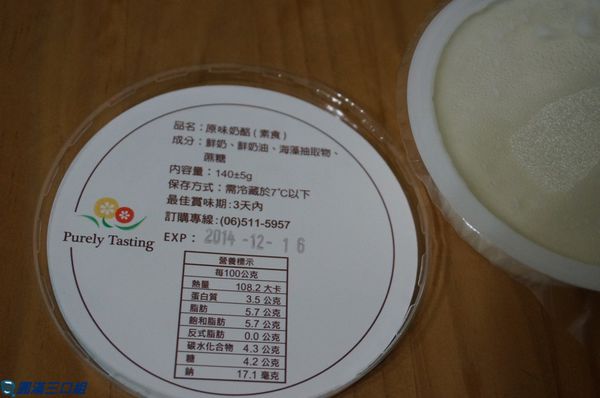 品名：原味奶酪(素食)
成分：鮮奶、鮮奶油、海藻抽取物、
蔗糖
內容量：140±5g
保存方式：需冷藏於7℃以下
最佳賞味期：3天內
訂購專線：(06)511-5957
Purely Tasting
EXP：2014-12-16
營養標示
每100公克
熱量 108.2 大卡
蛋白質 3.5 公克
脂肪 5.7 公克
飽和脂肪 5.7 公克
反式脂肪 0.0 公克
碳水化合物 4.3 公克
糖 4.2 公克
鈉 17.1 毫克
圓滿三口組